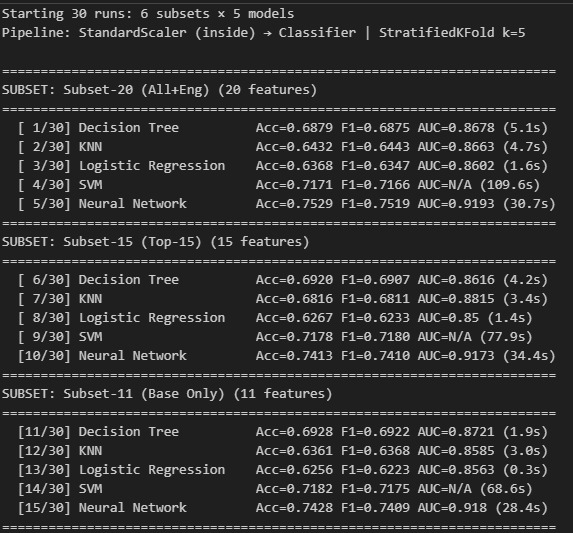 Starting 30 runs: 6 subsets × 5 models
Pipeline: StandardScaler (inside) → Classifier | StratifiedKFold k=5
======================================================================
SUBSET: Subset-20 (All+Eng) (20 features)
======================================================================
[ 1/30] Decision Tree Acc=0.6879 F1=0.6875 AUC=0.8678 (5.1s)
[ 2/30] KNN Acc=0.6432 F1=0.6443 AUC=0.8663 (4.7s)
[ 3/30] Logistic Regression Acc=0.6368 F1=0.6347 AUC=0.8602 (1.6s)
[ 4/30] SVM Acc=0.7171 F1=0.7166 AUC=N/A (109.6s)
[ 5/30] Neural Network Acc=0.7529 F1=0.7519 AUC=0.9193 (30.7s)
======================================================================
SUBSET: Subset-15 (Top-15) (15 features)
======================================================================
[ 6/30] Decision Tree Acc=0.6920 F1=0.6907 AUC=0.8616 (4.2s)
[ 7/30] KNN Acc=0.6816 F1=0.6811 AUC=0.8815 (3.4s)
[ 8/30] Logistic Regression Acc=0.6267 F1=0.6233 AUC=0.85 (1.4s)
[ 9/30] SVM Acc=0.7178 F1=0.7180 AUC=N/A (77.9s)
[10/30] Neural Network Acc=0.7413 F1=0.7410 AUC=0.9173 (34.4s)
======================================================================
SUBSET: Subset-11 (Base Only) (11 features)
======================================================================
[11/30] Decision Tree Acc=0.6928 F1=0.6922 AUC=0.8721 (1.9s)
[12/30] KNN Acc=0.6361 F1=0.6368 AUC=0.8585 (3.0s)
[13/30] Logistic Regression Acc=0.6256 F1=0.6223 AUC=0.8563 (0.3s)
[14/30] SVM Acc=0.7182 F1=0.7175 AUC=N/A (68.6s)
[15/30] Neural Network Acc=0.7428 F1=0.7409 AUC=0.918 (28.4s)
======================================================================